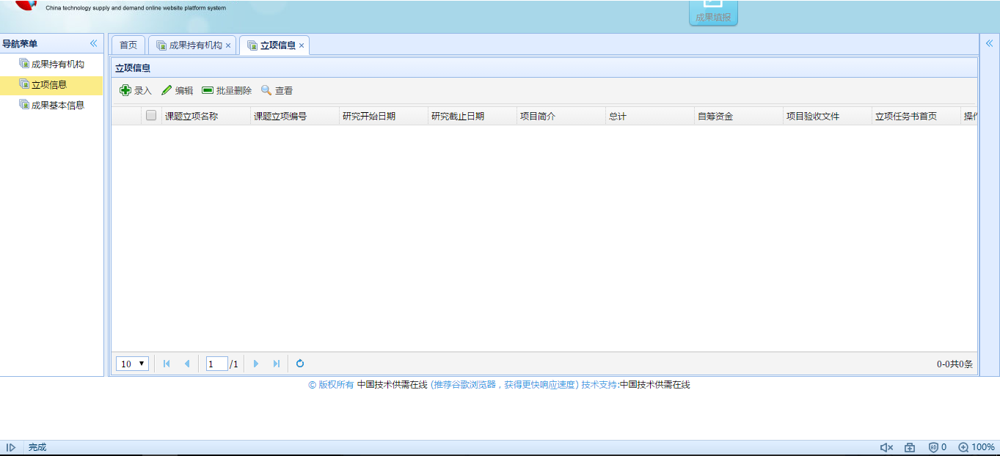 China technology supply and demand online website platform system
成果填报
导航菜单
首页 成果持有机构 立项信息
成果持有机构
立项信息
成果基本信息
立项信息
录入 编辑 批量删除 查看
课题立项名称 课题立项编号 研究开始日期 研究截止日期 项目简介 总计 自筹资金 项目验收文件 立项任务书首页 操作
10 1 /1 0-0共0条
© 版权所有 中国技术供需在线 (推荐谷歌浏览器，获得更快响应速度) 技术支持:中国技术供需在线
完成 0 100%